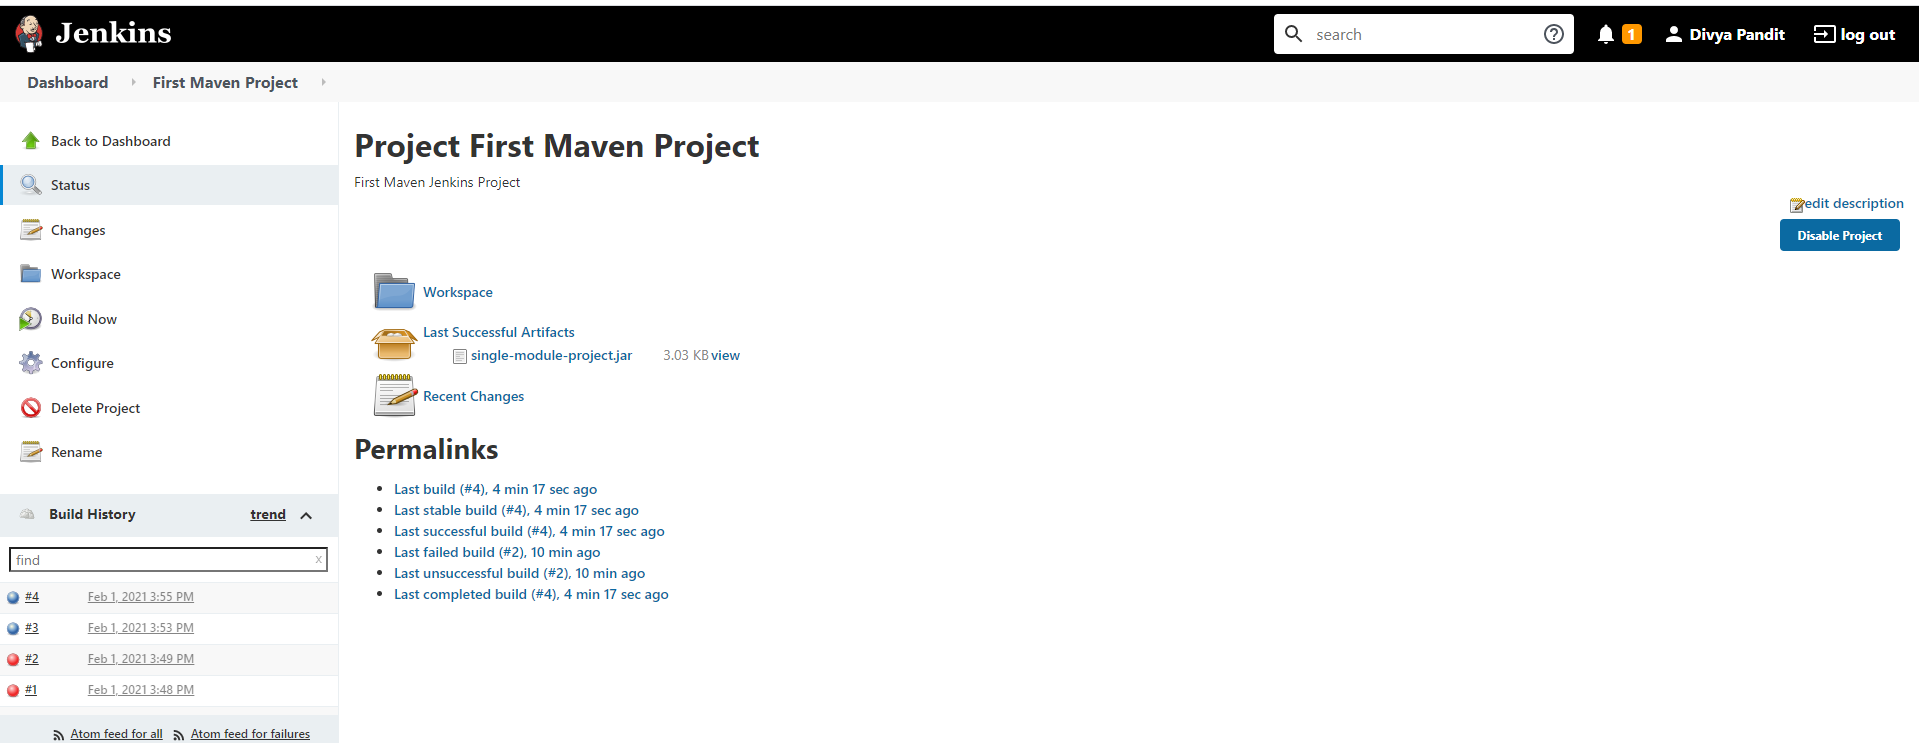 Jenkins
search
1
Divya Pandit
log out
Dashboard
First Maven Project
Back to Dashboard
Status
Changes
Workspace
Build Now
Configure
Delete Project
Rename
Build History
trend
find
x
#4 Feb 1, 2021 3:55 PM
#3 Feb 1, 2021 3:53 PM
#2 Feb 1, 2021 3:49 PM
#1 Feb 1, 2021 3:48 PM
Atom feed for all
Atom feed for failures
Project First Maven Project
First Maven Jenkins Project
edit description
Disable Project
Workspace
Last Successful Artifacts
single-module-project.jar 3.03 KB view
Recent Changes
Permalinks
Last build (#4), 4 min 17 sec ago
Last stable build (#4), 4 min 17 sec ago
Last successful build (#4), 4 min 17 sec ago
Last failed build (#2), 10 min ago
Last unsuccessful build (#2), 10 min ago
Last completed build (#4), 4 min 17 sec ago